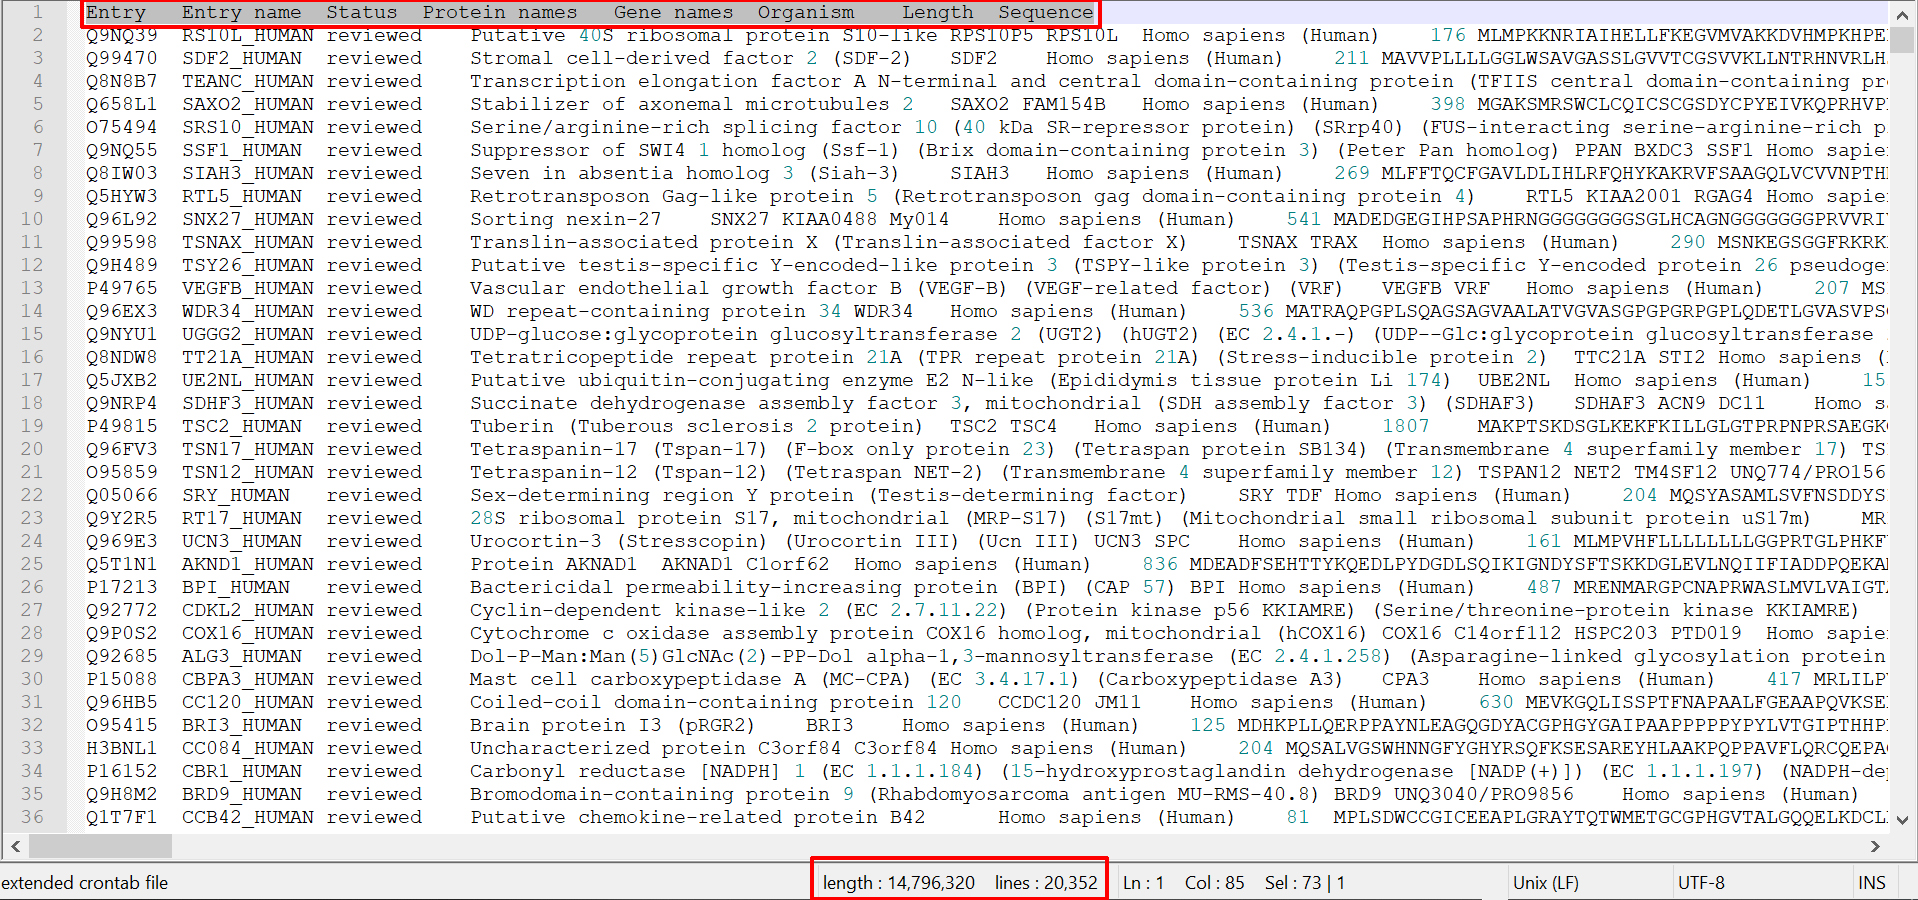 1 Entry Entry name Status Protein names Gene names Organism Length Sequence
2 Q9NQ39 RS10L_HUMAN reviewed Putative 40S ribosomal protein S10-like RPS10P5 RPS10L Homo sapiens (Human) 176 MLMPKKNRIAIHELLFKEGVMVAKKDVHMPKHPE
3 Q99470 SDF2_HUMAN reviewed Stromal cell-derived factor 2 (SDF-2) SDF2 Homo sapiens (Human) 211 MAVVPLLLLGGLWSAVGASSLGVVTCGSVVKLLNTRHNVRLH
4 Q8N8B7 TEANC_HUMAN reviewed Transcription elongation factor A N-terminal and central domain-containing protein (TFIIS central domain-containing pr
5 Q658L1 SAXO2_HUMAN reviewed Stabilizer of axonemal microtubules 2 SAXO2 FAM154B Homo sapiens (Human) 398 MGAKSMRSWCLCQICSCGSDYCPYEIVKQPRHVP
6 O75494 SRS10_HUMAN reviewed Serine/arginine-rich splicing factor 10 (40 kDa SR-repressor protein) (SRrp40) (FUS-interacting serine-arginine-rich p
7 Q9NQ55 SSF1_HUMAN reviewed Suppressor of SWI4 1 homolog (Ssf-1) (Brix domain-containing protein 3) (Peter Pan homolog) PPAN BXDC3 SSF1 Homo sapie
8 Q8IW03 SIAH3_HUMAN reviewed Seven in absentia homolog 3 (Siah-3) SIAH3 Homo sapiens (Human) 269 MLFFTQCFGAVLDLIHLRFQHYKAKRVFSAAGQLVCVVNPTH
9 Q5HYW3 RTL5_HUMAN reviewed Retrotransposon Gag-like protein 5 (Retrotransposon gag domain-containing protein 4) RTL5 KIAA2001 RGAG4 Homo sapien
10 Q96L92 SNX27_HUMAN reviewed Sorting nexin-27 SNX27 KIAA0488 My014 Homo sapiens (Human) 541 MADEDGEGIHPSAPHRNGGGGGGGGSGLHCAGNGGGGGGGPRVVRI
11 Q99598 TSNAX_HUMAN reviewed Translin-associated protein X (Translin-associated factor X) TSNAX TRAX Homo sapiens (Human) 290 MSNKEGSGGFRKRK
12 Q9H489 TSY26_HUMAN reviewed Putative testis-specific Y-encoded-like protein 3 (TSPY-like protein 3) (Testis-specific Y-encoded protein 26 pseudoge
13 P49765 VEGFB_HUMAN reviewed Vascular endothelial growth factor B (VEGF-B) (VEGF-related factor) (VRF) VEGFB VRF Homo sapiens (Human) 207 MS
14 Q96EX3 WDR34_HUMAN reviewed WD repeat-containing protein 34 WDR34 Homo sapiens (Human) 536 MATRAQPGPLSQAGSAGVAALATVGVASGPGPGRPGPLQDETLGVASVPS
15 Q9NYU1 UGGG2_HUMAN reviewed UDP-glucose:glycoprotein glucosyltransferase 2 (UGT2) (hUGT2) (EC 2.4.1.-) (UDP--Glc:glycoprotein glucosyltransferase
16 Q8NDW8 TT21A_HUMAN reviewed Tetratricopeptide repeat protein 21A (TPR repeat protein 21A) (Stress-inducible protein 2) TTC21A STI2 Homo sapiens (
17 Q5JXB2 UE2NL_HUMAN reviewed Putative ubiquitin-conjugating enzyme E2 N-like (Epididymis tissue protein Li 174) UBE2NL Homo sapiens (Human) 15
18 Q9NRP4 SDHF3_HUMAN reviewed Succinate dehydrogenase assembly factor 3, mitochondrial (SDH assembly factor 3) (SDHAF3) SDHAF3 ACN9 DC11 Homo s
19 P49815 TSC2_HUMAN reviewed Tuberin (Tuberous sclerosis 2 protein) TSC2 TSC4 Homo sapiens (Human) 1807 MAKPTSKDSGLKEKFKILLGLGTPRPNPRSAEGK
20 Q96FV3 TSN17_HUMAN reviewed Tetraspanin-17 (Tspan-17) (F-box only protein 23) (Tetraspan protein SB134) (Transmembrane 4 superfamily member 17) TS
21 O95859 TSN12_HUMAN reviewed Tetraspanin-12 (Tspan-12) (Tetraspan NET-2) (Transmembrane 4 superfamily member 12) TSPAN12 NET2 TM4SF12 UNQ774/PRO156
22 Q05066 SRY_HUMAN reviewed Sex-determining region Y protein (Testis-determining factor) SRY TDF Homo sapiens (Human) 204 MQSYASAMLSVFNSDDYS
23 Q9Y2R5 RT17_HUMAN reviewed 28S ribosomal protein S17, mitochondrial (MRP-S17) (S17mt) (Mitochondrial small ribosomal subunit protein uS17m) MR
24 Q969E3 UCN3_HUMAN reviewed Urocortin-3 (Stresscopin) (Urocortin III) (Ucn III) UCN3 SPC Homo sapiens (Human) 161 MLMPVHFLLLLLLLLGGPRTGLPHKF
25 Q5T1N1 AKND1_HUMAN reviewed Protein AKNAD1 AKNAD1 C1orf62 Homo sapiens (Human) 836 MDEADFSEHTTYKQEDLPYDGDLSQIKIGNDYSFTSKKDGLEVLNQIIFIADDPQEKA
26 P17213 BPI_HUMAN reviewed Bactericidal permeability-increasing protein (BPI) (CAP 57) BPI Homo sapiens (Human) 487 MRENMARGPCNAPRWASLMVLVAIGT
27 Q92772 CDKL2_HUMAN reviewed Cyclin-dependent kinase-like 2 (EC 2.7.11.22) (Protein kinase p56 KKIAMRE) (Serine/threonine-protein kinase KKIAMRE)
28 Q9P0S2 COX16_HUMAN reviewed Cytochrome c oxidase assembly protein COX16 homolog, mitochondrial (hCOX16) COX16 C14orf112 HSPC203 PTD019 Homo sapie
29 Q92685 ALG3_HUMAN reviewed Dol-P-Man:Man(5)GlcNAc(2)-PP-Dol alpha-1,3-mannosyltransferase (EC 2.4.1.258) (Asparagine-linked glycosylation protein
30 P15088 CBPA3_HUMAN reviewed Mast cell carboxypeptidase A (MC-CPA) (EC 3.4.17.1) (Carboxypeptidase A3) CPA3 Homo sapiens (Human) 417 MRLILP
31 Q96HB5 CC120_HUMAN reviewed Coiled-coil domain-containing protein 120 CCDC120 JM11 Homo sapiens (Human) 630 MEVKGQLISSPTFNAPAALFGEAAPQVKSE
32 O95415 BRI3_HUMAN reviewed Brain protein I3 (pRGR2) BRI3 Homo sapiens (Human) 125 MDHKPLLQERPPAYNLEAGQGDYACGPHGYGAIPAAPPPPPYPYLVTGIPTHHP
33 H3BNL1 CC084_HUMAN reviewed Uncharacterized protein C3orf84 C3orf84 Homo sapiens (Human) 204 MQSALVGSWHNNGFYGHYRSQFKSESAREYHLAAKPQPPAVFLQRCQEPA
34 P16152 CBR1_HUMAN reviewed Carbonyl reductase [NADPH] 1 (EC 1.1.1.184) (15-hydroxyprostaglandin dehydrogenase [NADP(+)]) (EC 1.1.1.197) (NADPH-de
35 Q9H8M2 BRD9_HUMAN reviewed Bromodomain-containing protein 9 (Rhabdomyosarcoma antigen MU-RMS-40.8) BRD9 UNQ3040/PRO9856 Homo sapiens (Human)
36 Q1T7F1 CCB42_HUMAN reviewed Putative chemokine-related protein B42 Homo sapiens (Human) 81 MPLSDWCCGICEEAPLGRAYTQTWMETGCGPHGVTALGQQELKDCL
extended crontab file length : 14,796,320 lines : 20,352 Ln : 1 Col : 85 Sel : 73 | 1 Unix (LF) UTF-8 INS